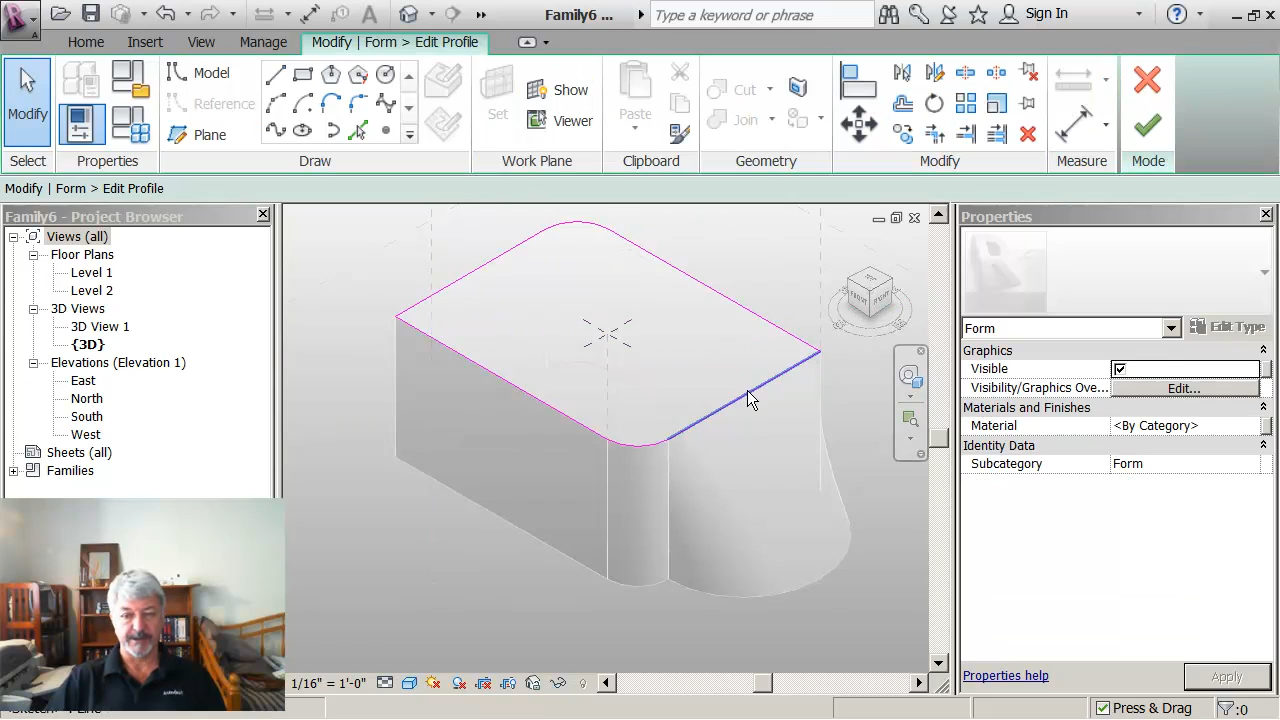 Family6 ...
Type a keyword or phrase
Sign In
Home
Insert
View
Manage
Modify | Form > Edit Profile
Modify
Select
Properties
Model
Reference
Plane
Draw
Set
Show
Viewer
Work Plane
Paste
Clipboard
Cut
Join
Geometry
Modify
Measure
Mode
Modify | Form > Edit Profile
Family6 - Project Browser
Views (all)
Floor Plans
Level 1
Level 2
3D Views
3D View 1
{3D}
Elevations (Elevation 1)
East
North
South
West
Sheets (all)
Families
FRONT
RIGHT
1/16" = 1'-0"
Properties
Form
Edit Type
Graphics
Visible
Visibility/Graphics Ove...
Edit...
Materials and Finishes
Material
<By Category>
Identity Data
Subcategory
Form
Properties help
Apply
Press & Drag
:0